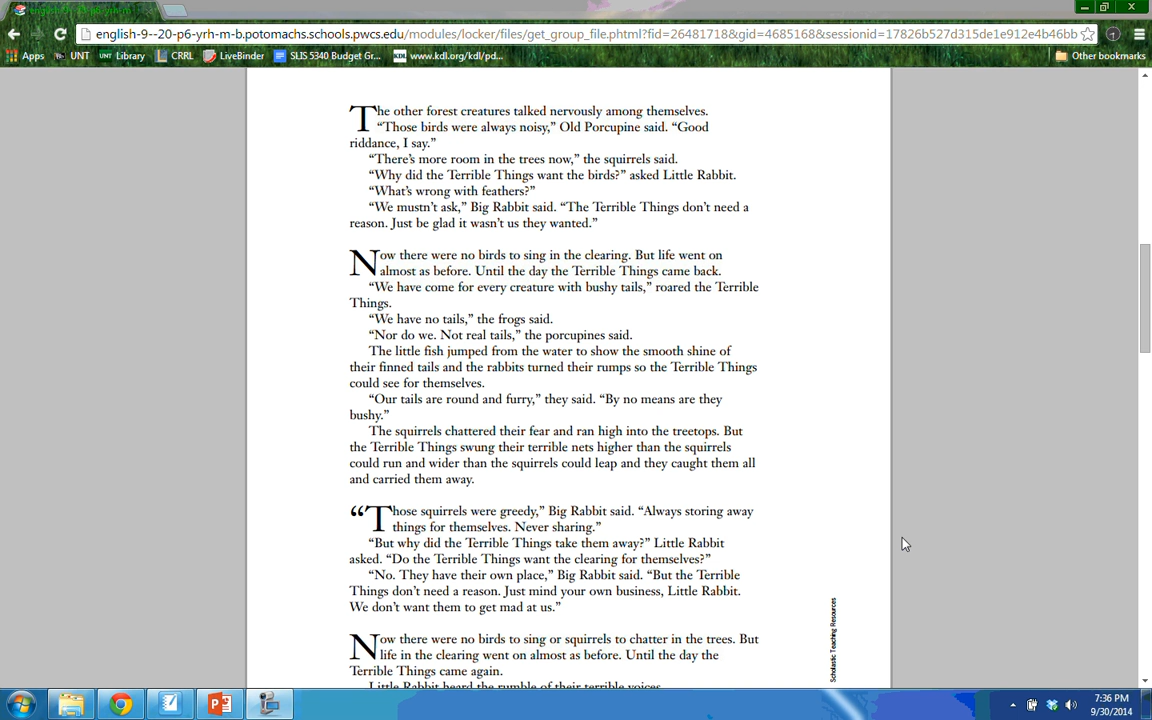 english-9--20-p6-yrh-m-b.potomachs.schools.pwcs.edu/modules/locker/files/get_group_file.phtml?fid=26481718&gid=4685168&sessionid=17826b527d315de1e912e4b46bb
Apps UNT UNT Library CRRL LiveBinder SLIS 5340 Budget Gr... KDL www.kdl.org/kdl/pd... Other bookmarks
The other forest creatures talked nervously among themselves.
“Those birds were always noisy,” Old Porcupine said. “Good
riddance, I say.”
“There’s more room in the trees now,” the squirrels said.
“Why did the Terrible Things want the birds?” asked Little Rabbit.
“What’s wrong with feathers?”
“We mustn’t ask,” Big Rabbit said. “The Terrible Things don’t need a
reason. Just be glad it wasn’t us they wanted.”
Now there were no birds to sing in the clearing. But life went on
almost as before. Until the day the Terrible Things came back.
“We have come for every creature with bushy tails,” roared the Terrible
Things.
“We have no tails,” the frogs said.
“Nor do we. Not real tails,” the porcupines said.
The little fish jumped from the water to show the smooth shine of
their finned tails and the rabbits turned their rumps so the Terrible Things
could see for themselves.
“Our tails are round and furry,” they said. “By no means are they
bushy.”
The squirrels chattered their fear and ran high into the treetops. But
the Terrible Things swung their terrible nets higher than the squirrels
could run and wider than the squirrels could leap and they caught them all
and carried them away.
“Those squirrels were greedy,” Big Rabbit said. “Always storing away
things for themselves. Never sharing.”
“But why did the Terrible Things take them away?” Little Rabbit
asked. “Do the Terrible Things want the clearing for themselves?”
“No. They have their own place,” Big Rabbit said. “But the Terrible
Things don’t need a reason. Just mind your own business, Little Rabbit.
We don’t want them to get mad at us.”
Now there were no birds to sing or squirrels to chatter in the trees. But
life in the clearing went on almost as before. Until the day the
Terrible Things came again.
Little Rabbit heard the rumble of their terrible voices.
Scholastic Teaching Resources
7:36 PM
9/30/2014